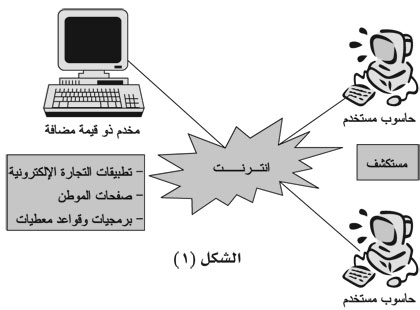 حاسوب مستخدم
مخدم ذو قيمة مضافة
أنترنــــت
مستكشف
– تطبيقات التجارة الإلكترونية
– صفحات الموطن
– برمجيات وقواعد معطيات
الشكل (١)
حاسوب مستخدم